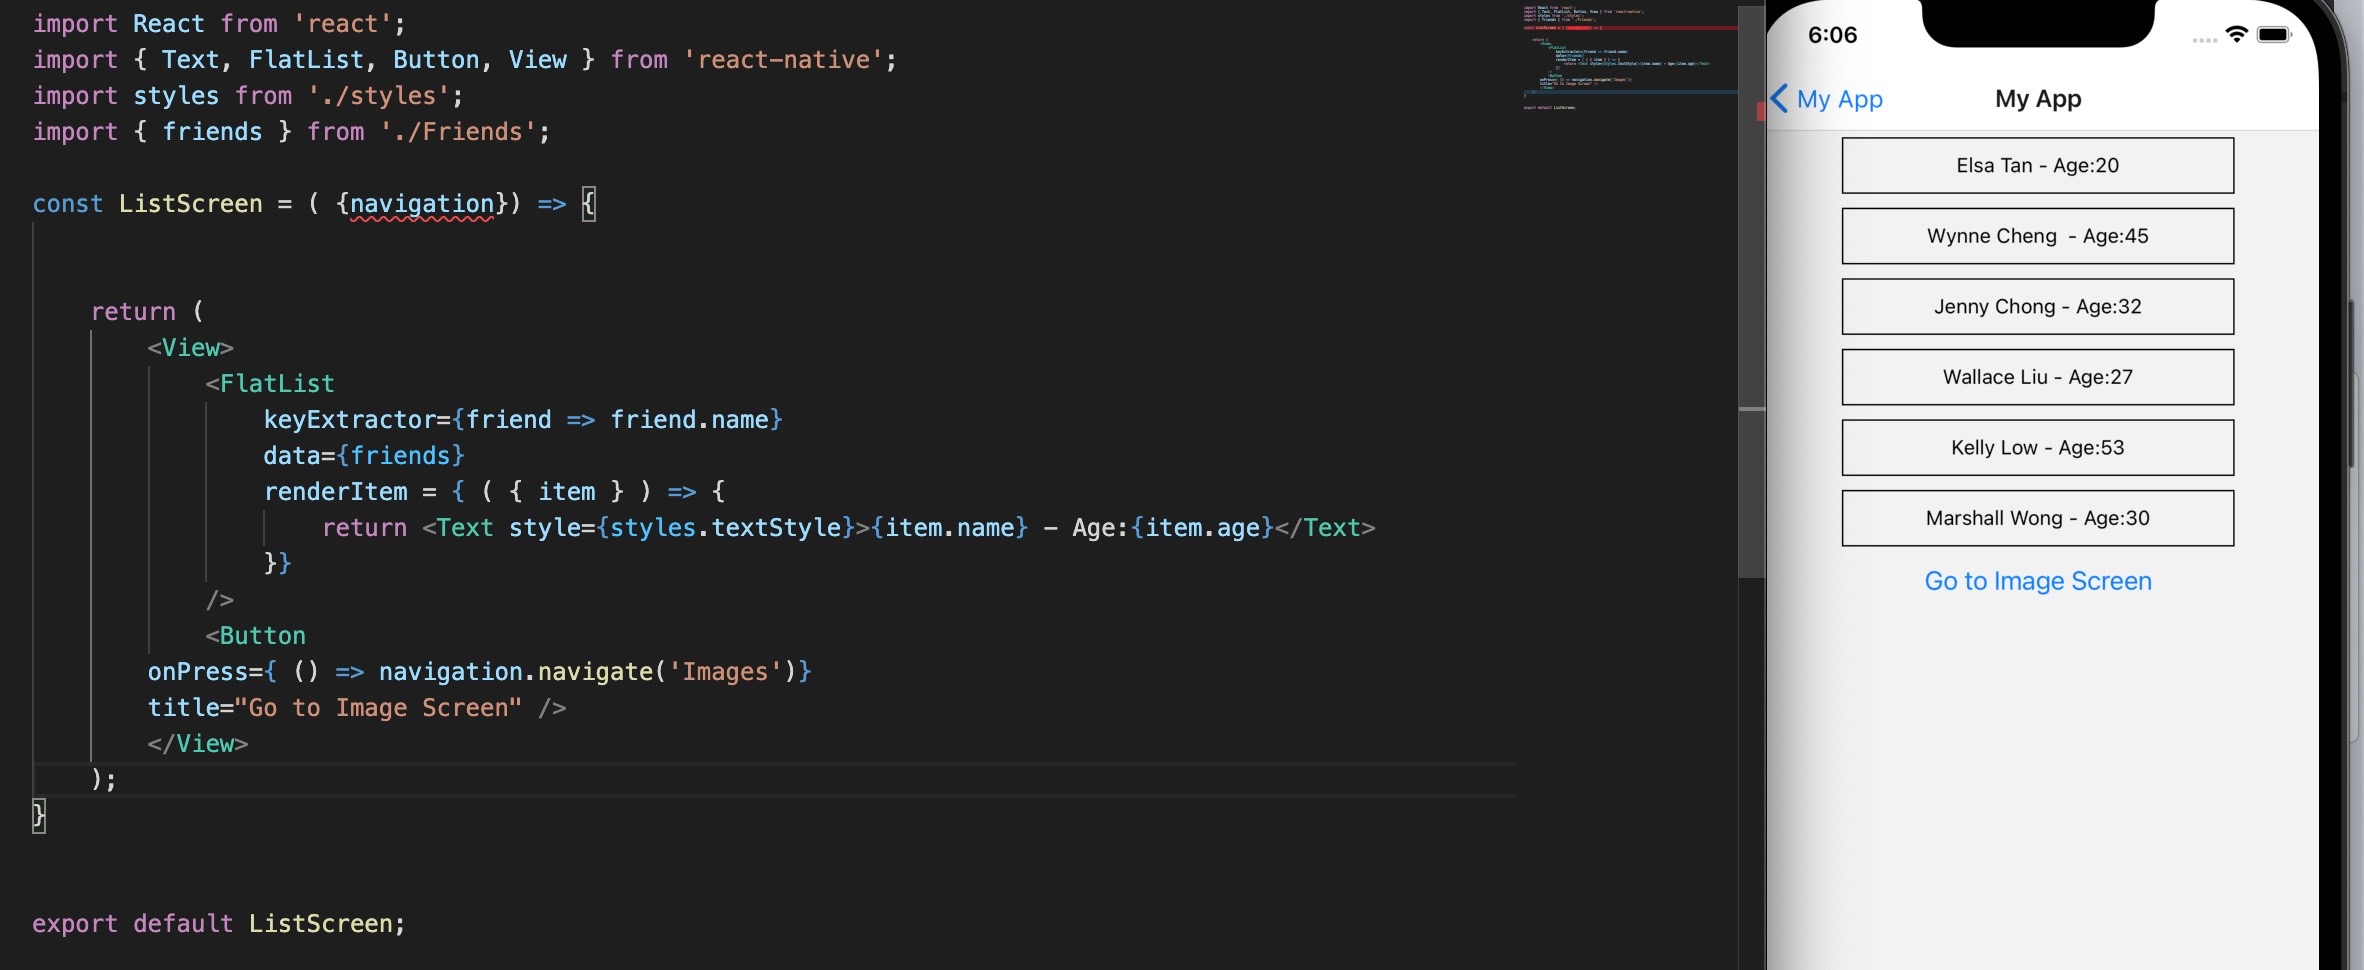 import React from 'react';
import { Text, FlatList, Button, View } from 'react-native';
import styles from './styles';
import { friends } from './Friends';
const ListScreen = ( {navigation}) => {
return (
<View>
<FlatList
keyExtractor={friend => friend.name}
data={friends}
renderItem = { ( { item } ) => {
return <Text style={styles.textStyle}>{item.name} - Age:{item.age}</Text>
}}
/>
<Button
onPress={ () => navigation.navigate('Images')}
title="Go to Image Screen" />
</View>
);
}
export default ListScreen;
6:06
My App
My App
Elsa Tan - Age:20
Wynne Cheng  - Age:45
Jenny Chong - Age:32
Wallace Liu - Age:27
Kelly Low - Age:53
Marshall Wong - Age:30
Go to Image Screen